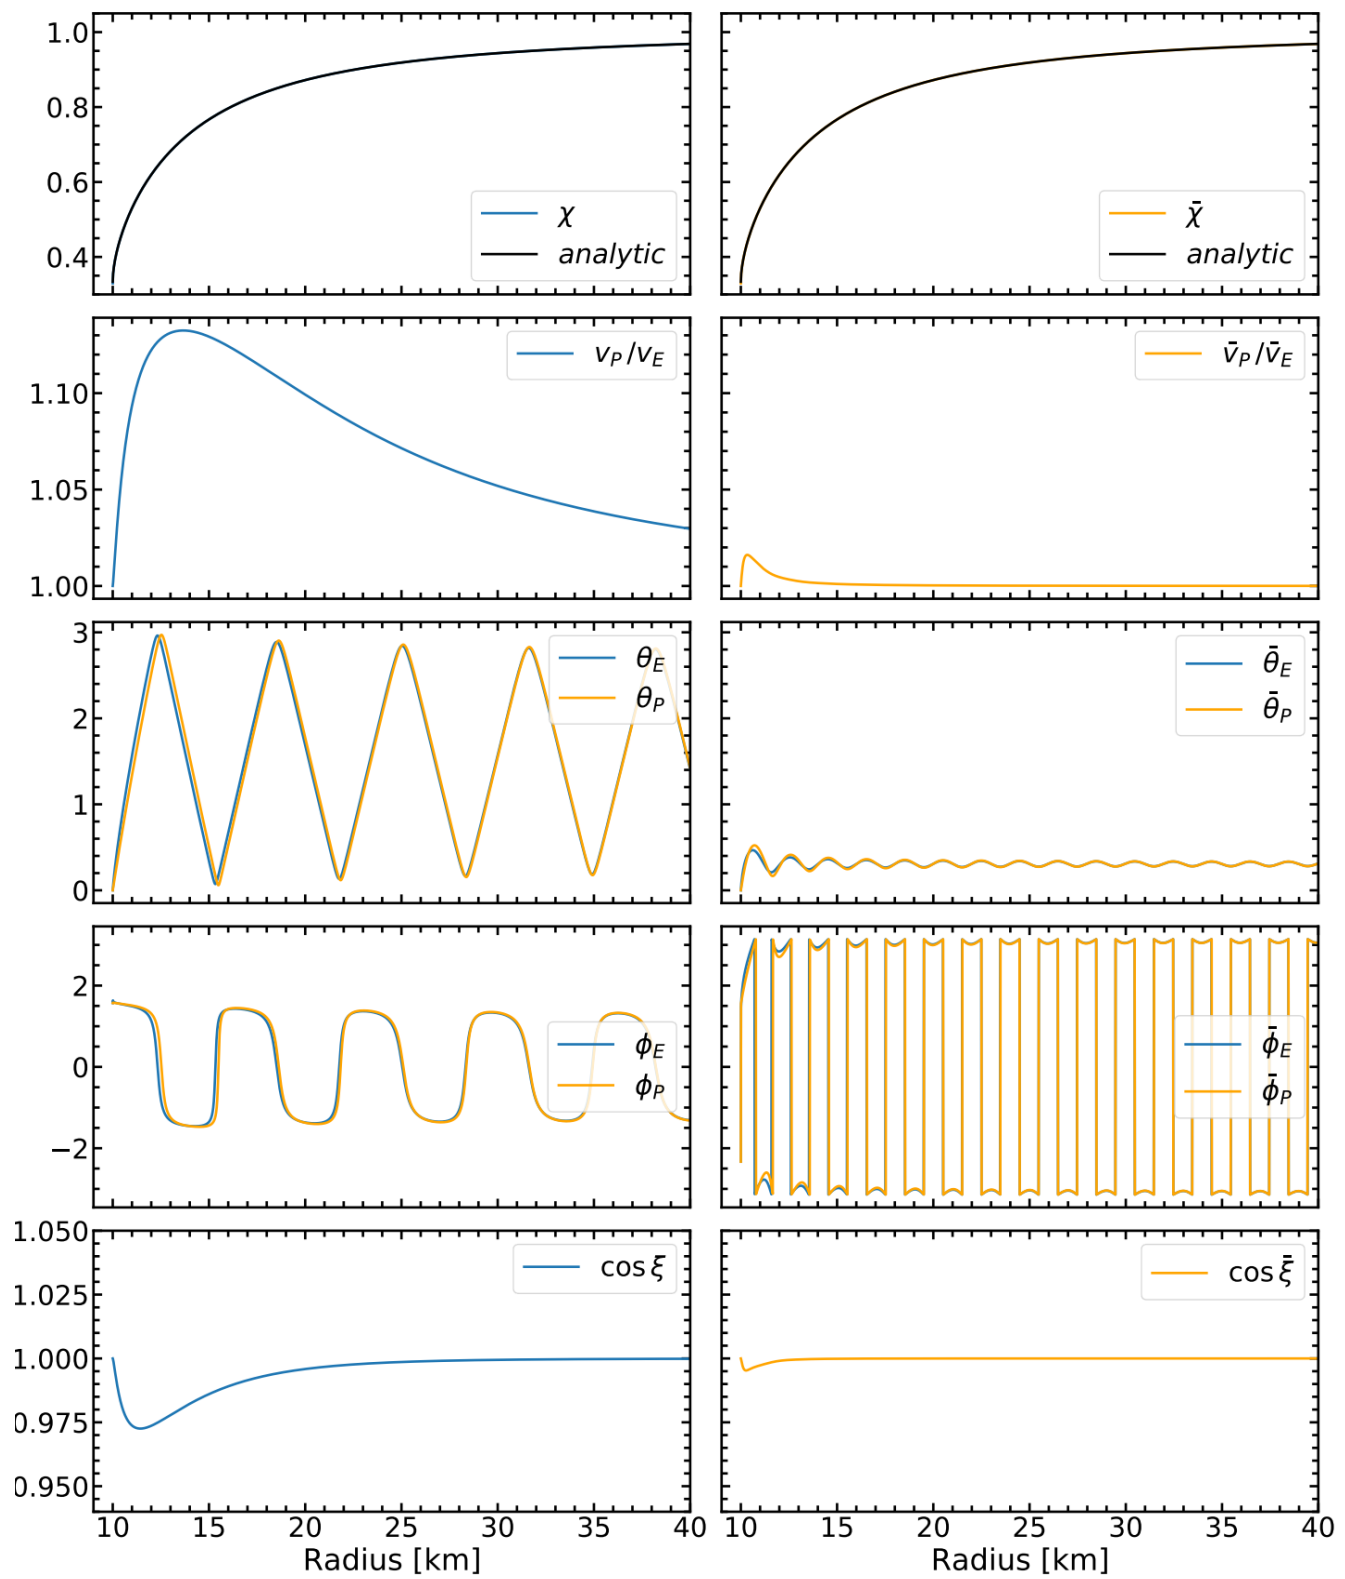 1.0
0.8
0.6
0.4
χ
analytic
χ̄
analytic
1.10
1.05
1.00
v_P/v_E
v̄_P/v̄_E
3
2
1
0
θ_E
θ_P
θ̄_E
θ̄_P
2
0
−2
ϕ_E
ϕ_P
ϕ̄_E
ϕ̄_P
1.050
1.025
1.000
0.975
0.950
cos ξ̄
cos ξ̄̄
10 15 20 25 30 35 40
Radius [km]
10 15 20 25 30 35 40
Radius [km]